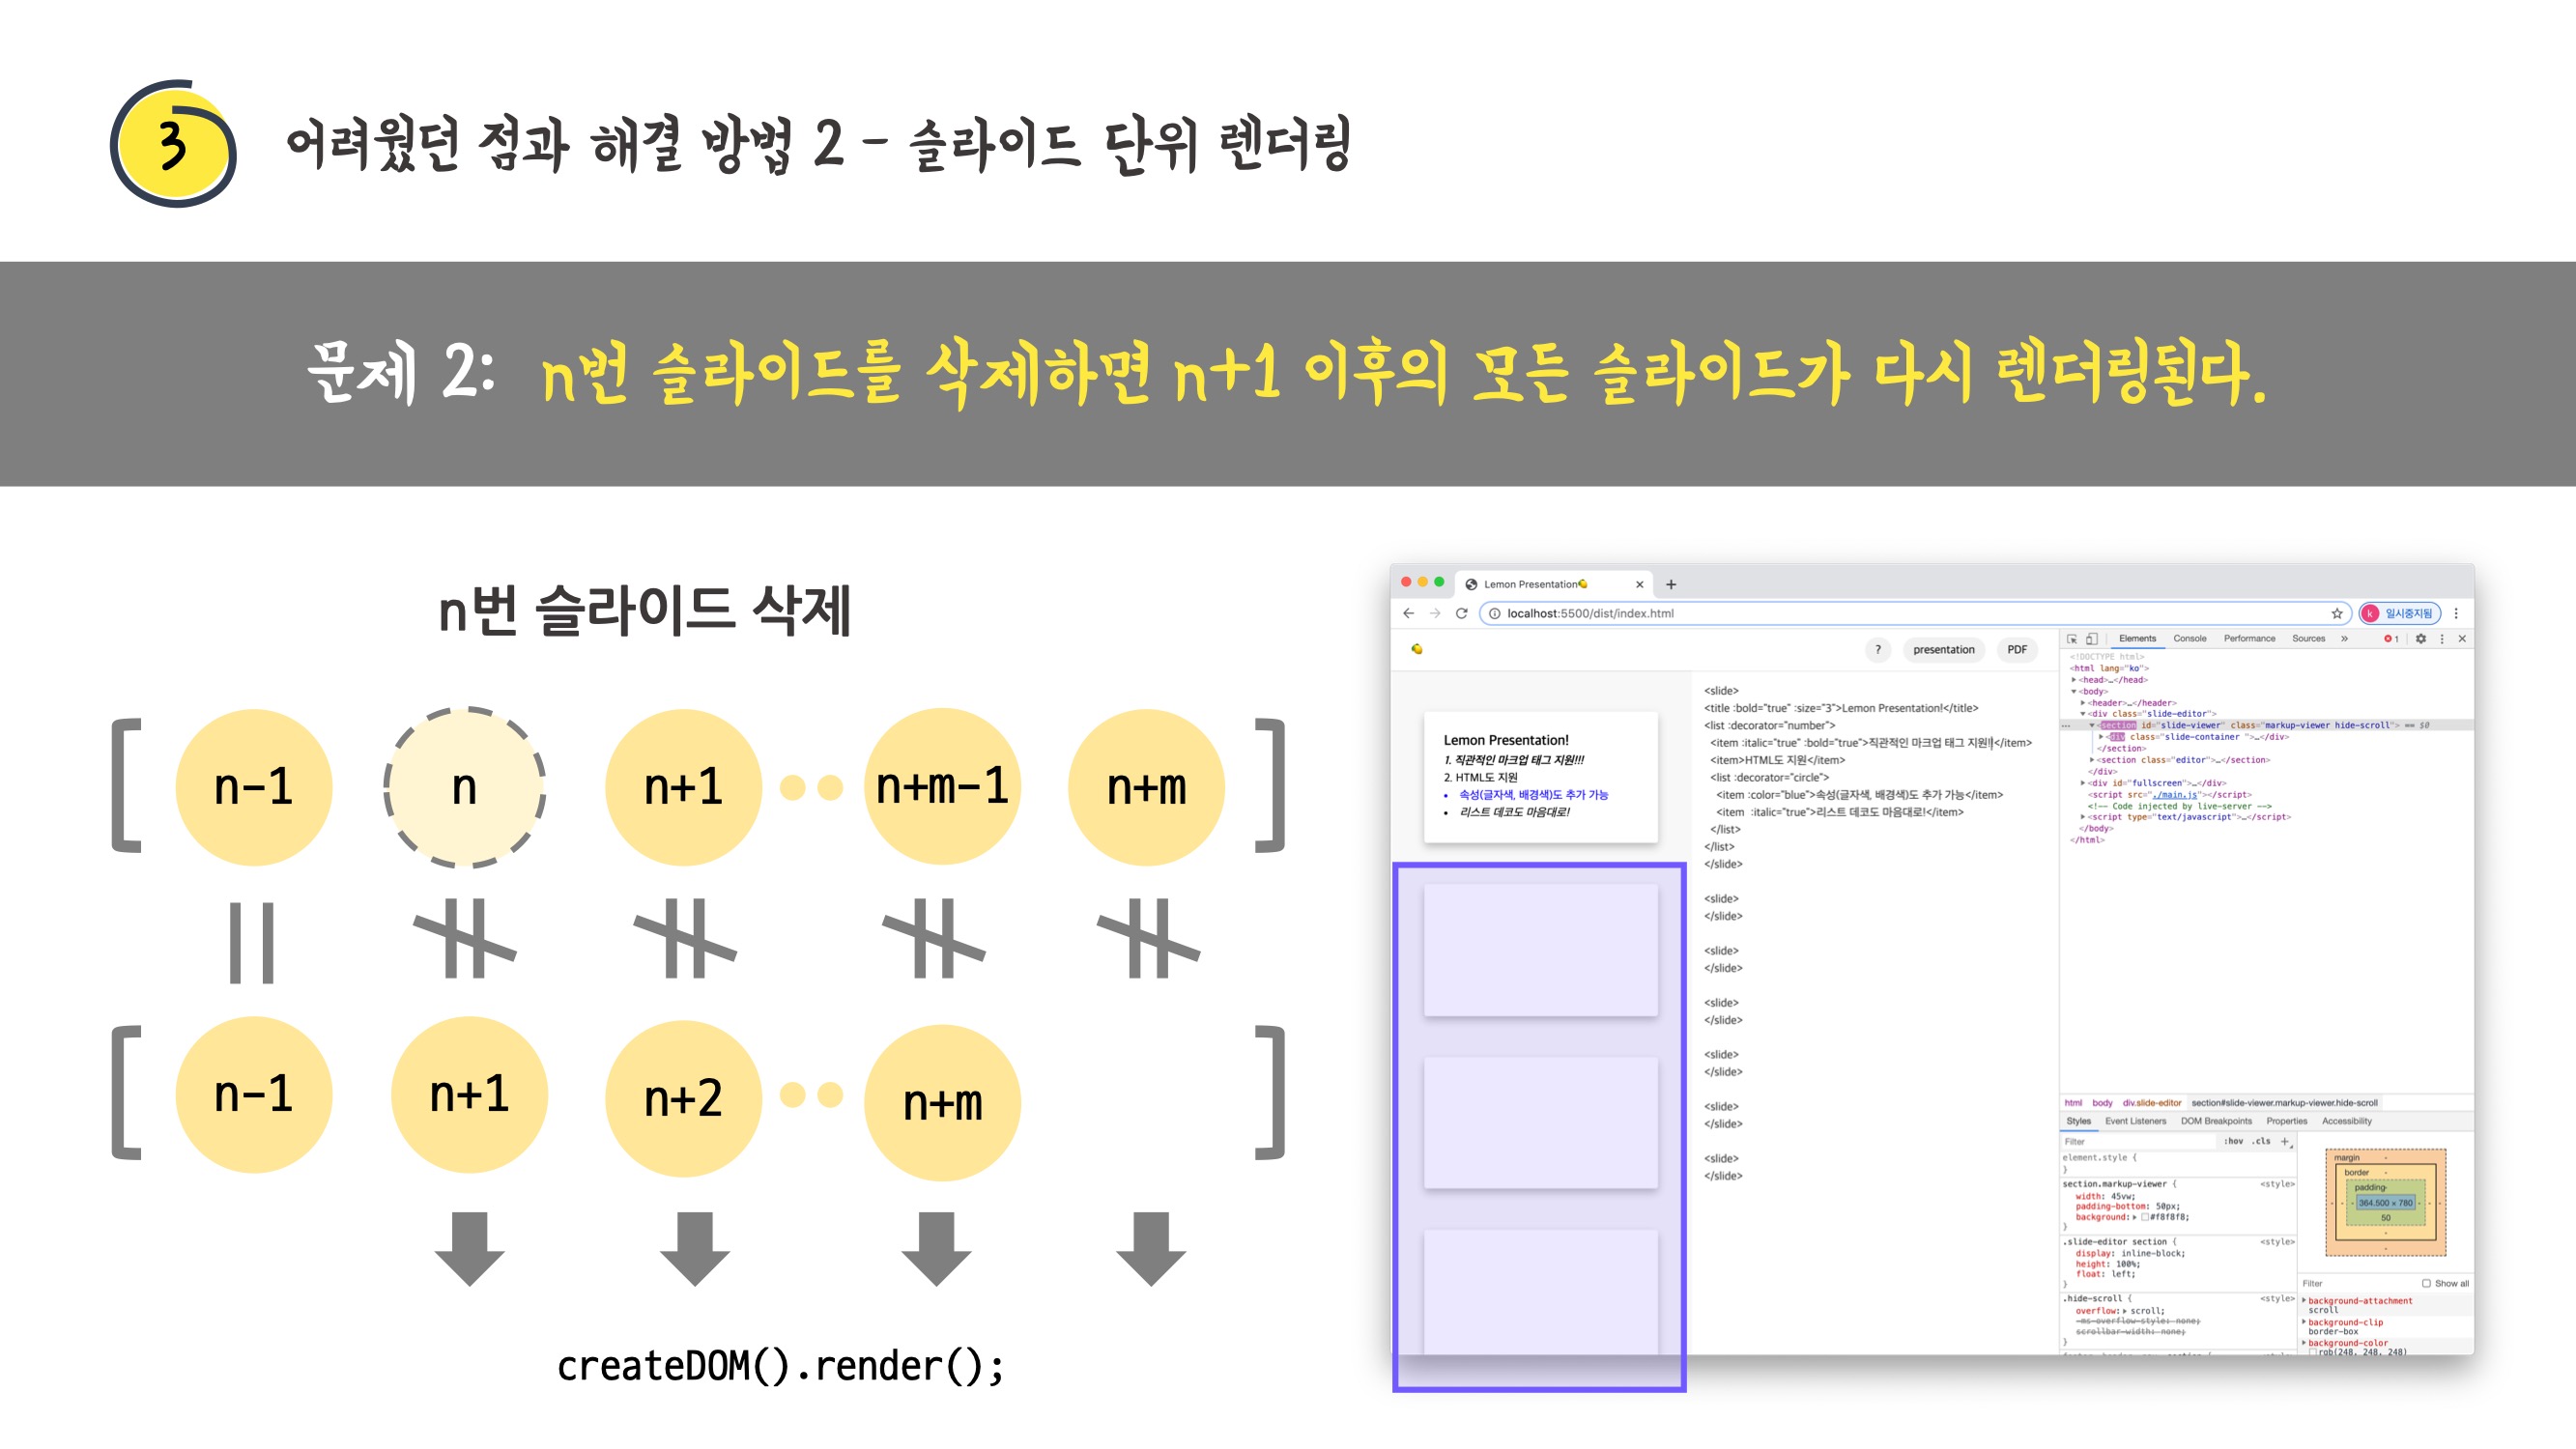 3
어려웠던 점과 해결 방법 2 - 슬라이드 단위 렌더링
문제 2: n번 슬라이드를 삭제하면 n+1 이후의 모든 슬라이드가 다시 렌더링된다.
n번 슬라이드 삭제
n-1 n n+1 n+m-1 n+m
n-1 n+1 n+2 n+m
createDOM().render();
Lemon Presentation
localhost:5500/dist/index.html
k 일시중지됨
? presentation PDF
Lemon Presentation!
1. 직관적인 마크업 태그 지원!!!
2. HTML도 지원
• 속성(글자색, 배경색)도 추가 가능
• 리스트 데코도 마음대로!
<slide>
<title :bold="true" :size="3">Lemon Presentation!</title>
<list :decorator="number">
<item :italic="true" :bold="true">직관적인 마크업 태그 지원!!</item>
<item>HTML도 지원</item>
<list :decorator="circle">
<item :color="blue">속성(글자색, 배경색)도 추가 가능</item>
<item :italic="true">리스트 데코도 마음대로!</item>
</list>
</list>
</slide>
<slide>
</slide>
<slide>
</slide>
<slide>
</slide>
<slide>
</slide>
<slide>
</slide>
<slide>
</slide>
Elements Console Performance Sources » 1
<!DOCTYPE html>
<html lang="ko">
<head>…</head>
<body>
<header>…</header>
<div class="slide-editor">
<section id="slide-viewer" class="markup-viewer hide-scroll"> == $0
<div class="slide-container ">…</div>
</section>
<section class="editor">…</section>
</div>
<div id="fullscreen">…</div>
<script src="./main.js"></script>
<!-- Code injected by live-server -->
<script type="text/javascript">…</script>
</body>
</html>
html body div.slide-editor section#slide-viewer.markup-viewer.hide-scroll
Styles Event Listeners DOM Breakpoints Properties Accessibility
Filter :hov .cls +
element.style {
}
section.markup-viewer { <style>
width: 45vw;
padding-bottom: 50px;
background: #f8f8f8;
}
.slide-editor section { <style>
display: inline-block;
height: 100%;
float: left;
}
.hide-scroll { <style>
overflow: scroll;
-ms-overflow-style: none;
scrollbar-width: none;
}
margin -
border -
padding-
364.500 × 780
50
-
-
Filter Show all
background-attachment
scroll
background-clip
border-box
background-color
rgb(248, 248, 248)